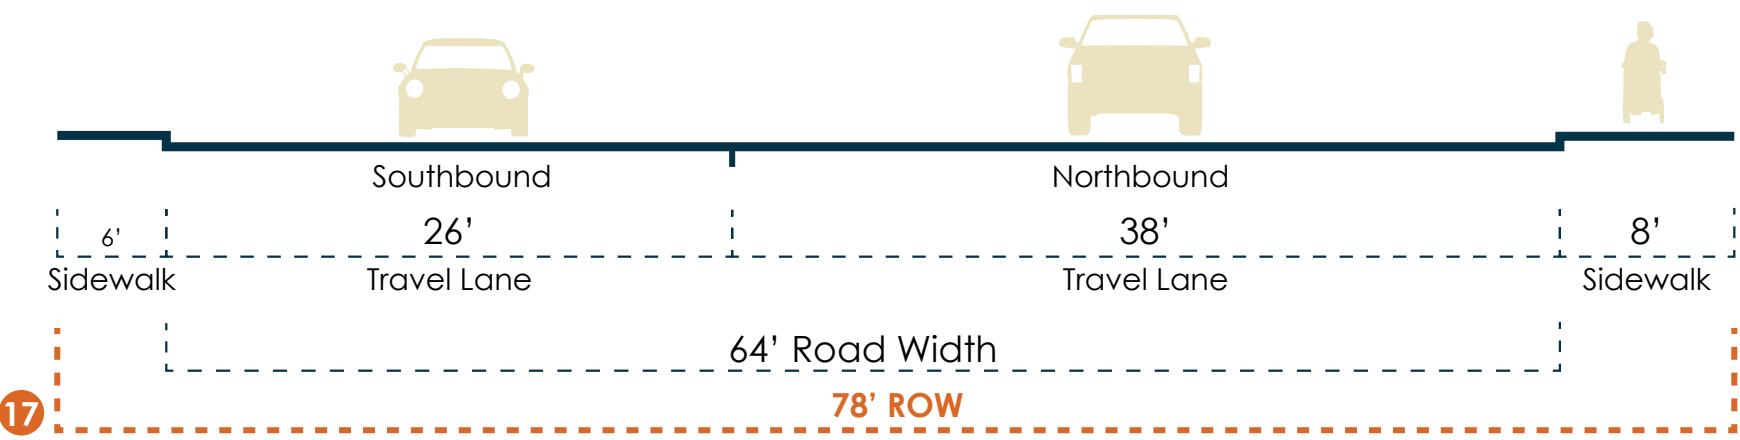 Southbound
Northbound
6’
26’
38’
8’
Sidewalk
Travel Lane
Travel Lane
Sidewalk
64’ Road Width
78’ ROW
17